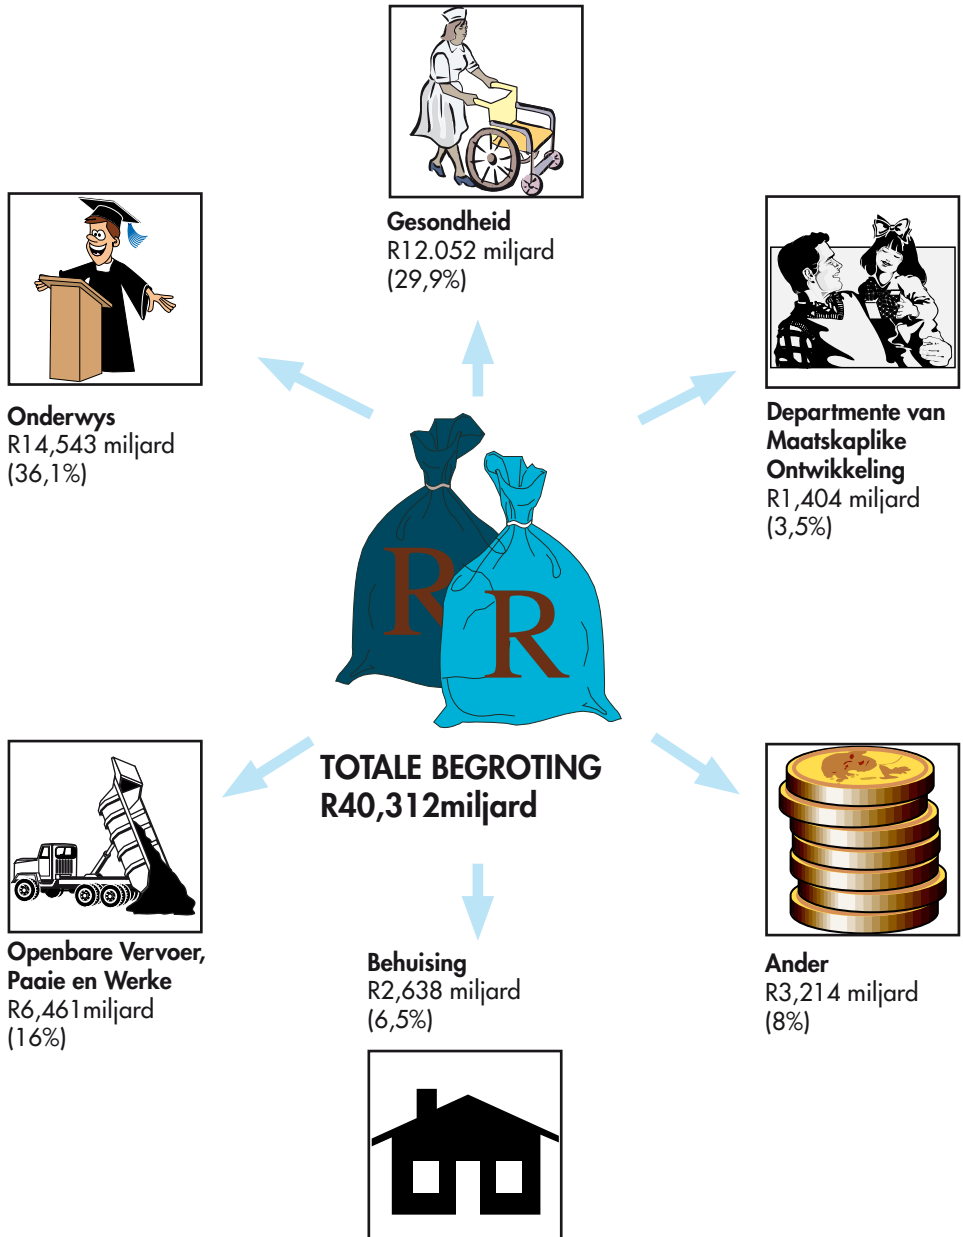 Gesondheid
R12.052 miljard
(29,9%)
Onderwys
R14,543 miljard
(36,1%)
Departmente van
Maatskaplike
Ontwikkeling
R1,404 miljard
(3,5%)
R
R
TOTALE BEGROTING
R40,312miljard
Openbare Vervoer,
Paaie en Werke
R6,461miljard
(16%)
Behuising
R2,638 miljard
(6,5%)
Ander
R3,214 miljard
(8%)